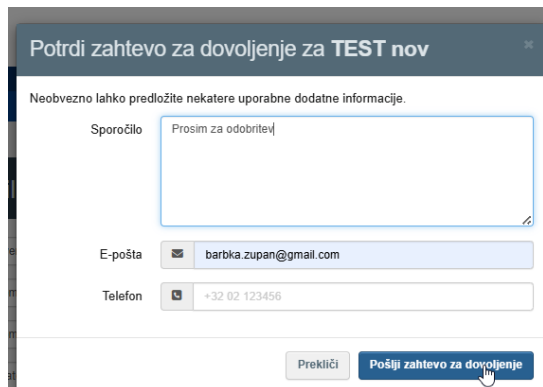 Potrdi zahtevo za dovoljenje za TEST nov
×
Neobvezno lahko predložite nekatere uporabne dodatne informacije.
Sporočilo
Prosim za odobritev
E-pošta
barbka.zupan@gmail.com
Telefon
+32 02 123456
Prekliči
Pošlji zahtevo za dovoljenje